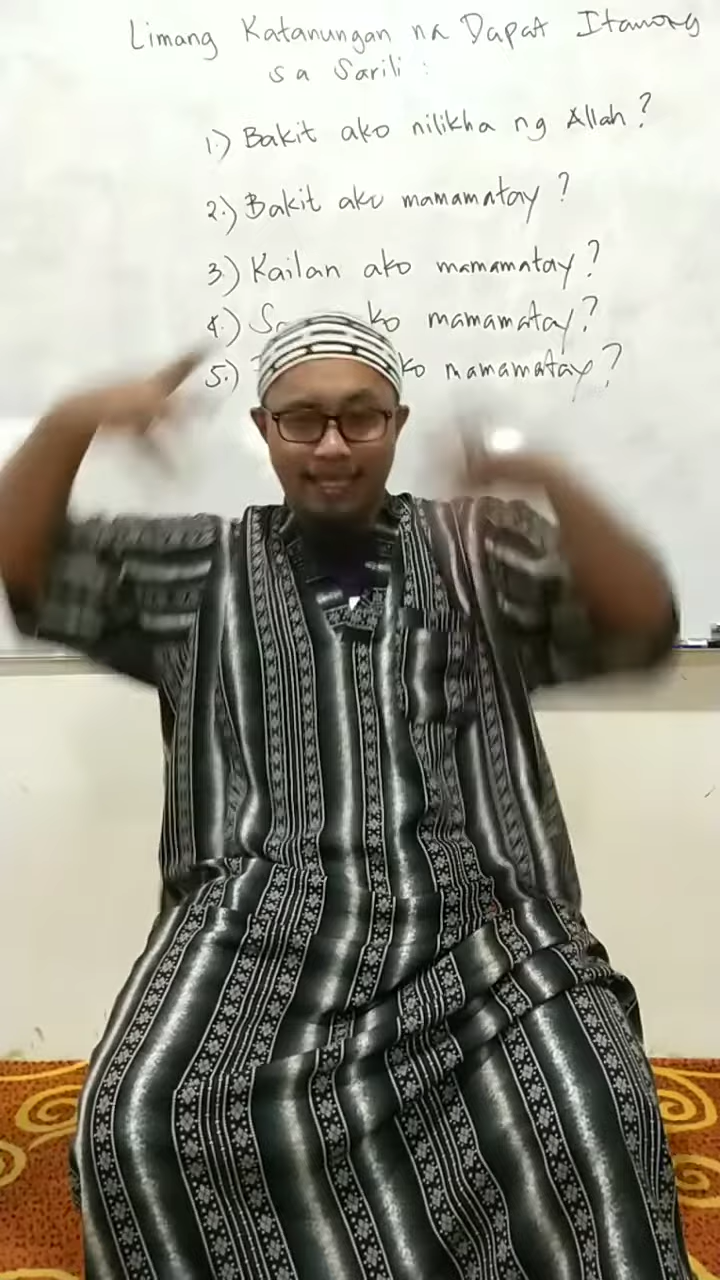 Limang Katanungan na Dapat Itanong
sa Sarili :
1.) Bakit ako nilikha ng Allah ?
2.) Bakit ako mamamatay ?
3.) Kailan ako mamamatay ?
4.) ko mamamatay ?
5.) ko mamamatay ?